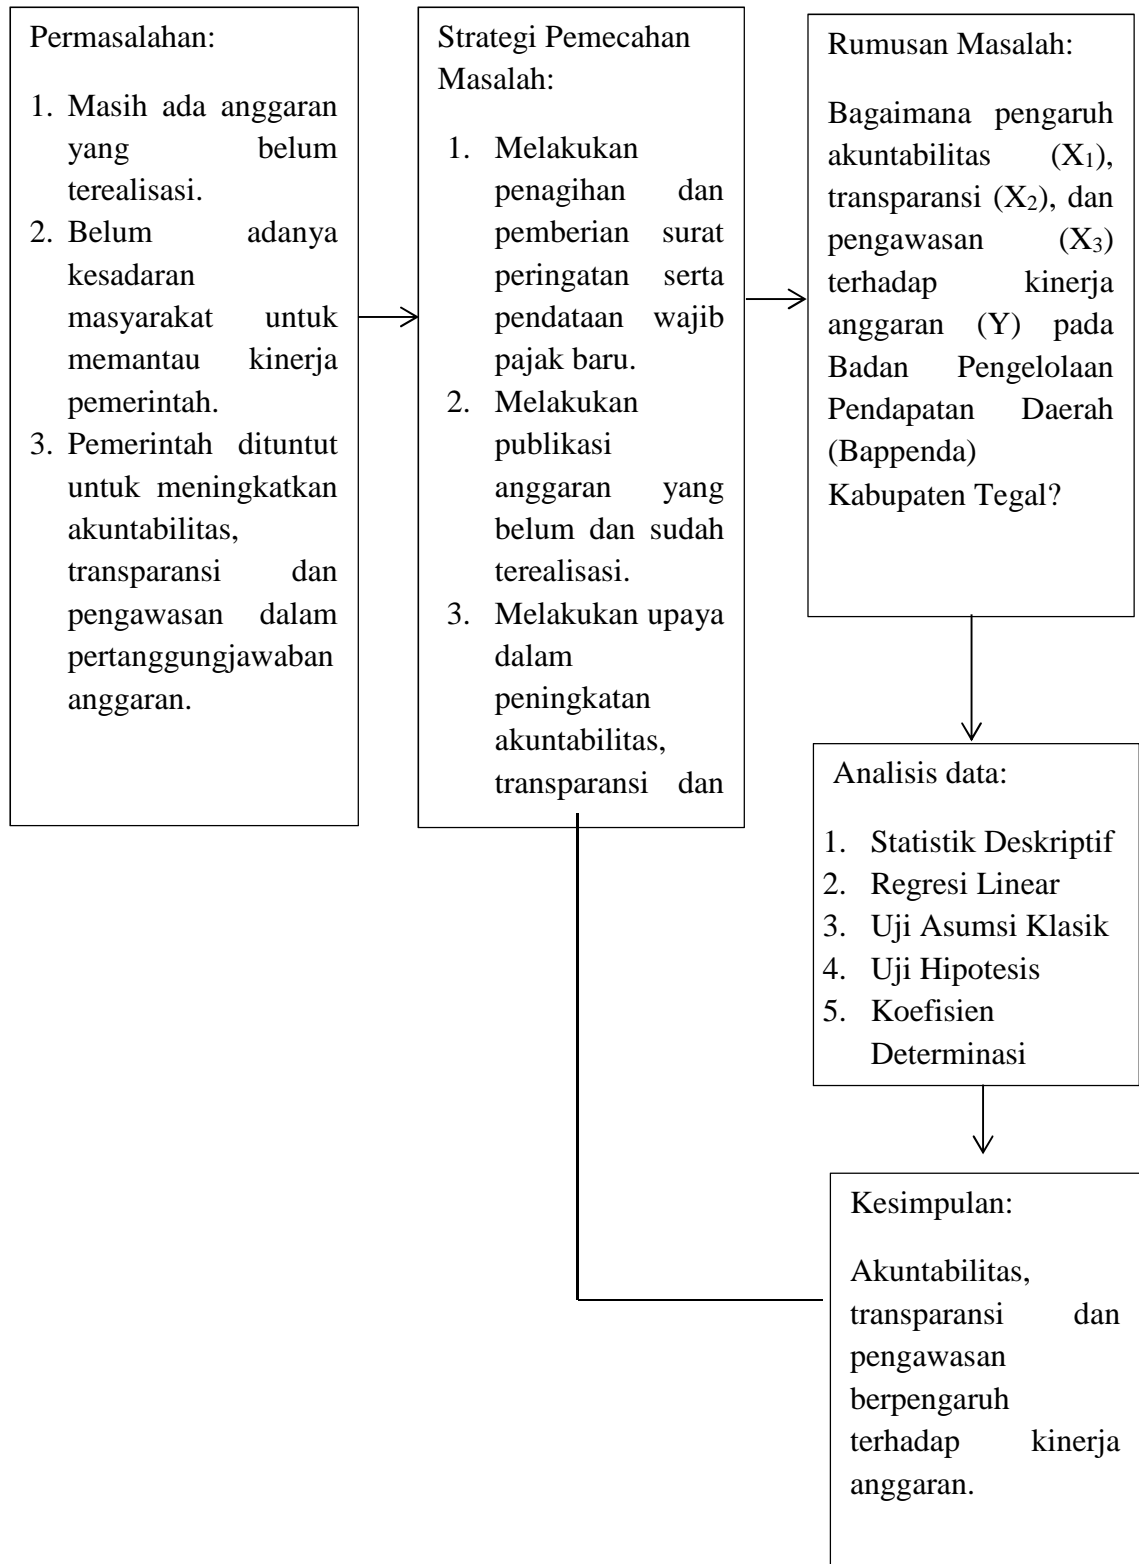 Permasalahan:
1. Masih ada anggaran
yang belum
terealisasi.
2. Belum adanya
kesadaran
masyarakat untuk
memantau kinerja
pemerintah.
3. Pemerintah dituntut
untuk meningkatkan
akuntabilitas,
transparansi dan
pengawasan dalam
pertanggungjawaban
anggaran.
Strategi Pemecahan
Masalah:
1. Melakukan
penagihan dan
pemberian surat
peringatan serta
pendataan wajib
pajak baru.
2. Melakukan
publikasi
anggaran yang
belum dan sudah
terealisasi.
3. Melakukan upaya
dalam
peningkatan
akuntabilitas,
transparansi dan
Rumusan Masalah:
Bagaimana pengaruh
akuntabilitas (X₁),
transparansi (X₂), dan
pengawasan (X₃)
terhadap kinerja
anggaran (Y) pada
Badan Pengelolaan
Pendapatan Daerah
(Bappenda)
Kabupaten Tegal?
Analisis data:
1. Statistik Deskriptif
2. Regresi Linear
3. Uji Asumsi Klasik
4. Uji Hipotesis
5. Koefisien
Determinasi
Kesimpulan:
Akuntabilitas,
transparansi dan
pengawasan
berpengaruh
terhadap kinerja
anggaran.